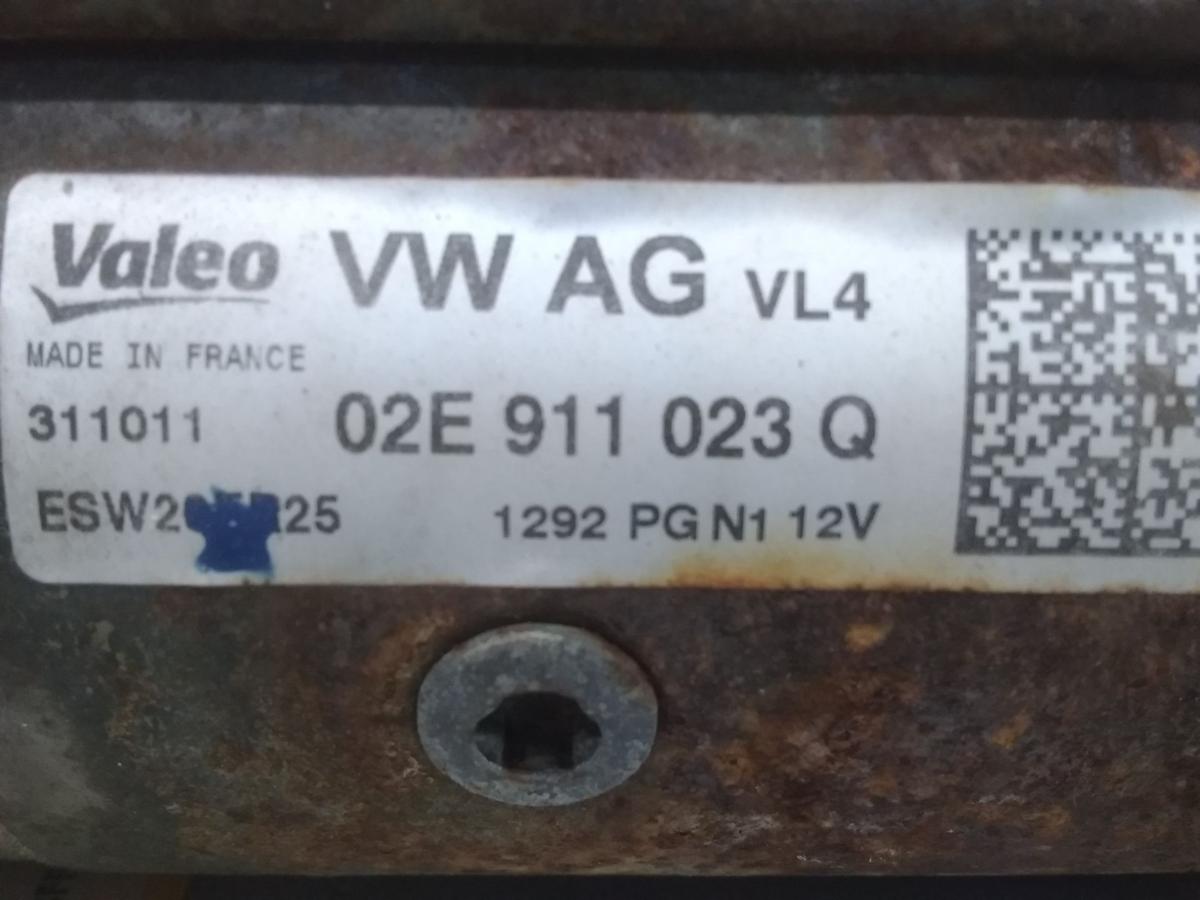 Valeo VW AG VL4
MADE IN FRANCE
311011 02E 911 023 Q
1292 PG N1 12V